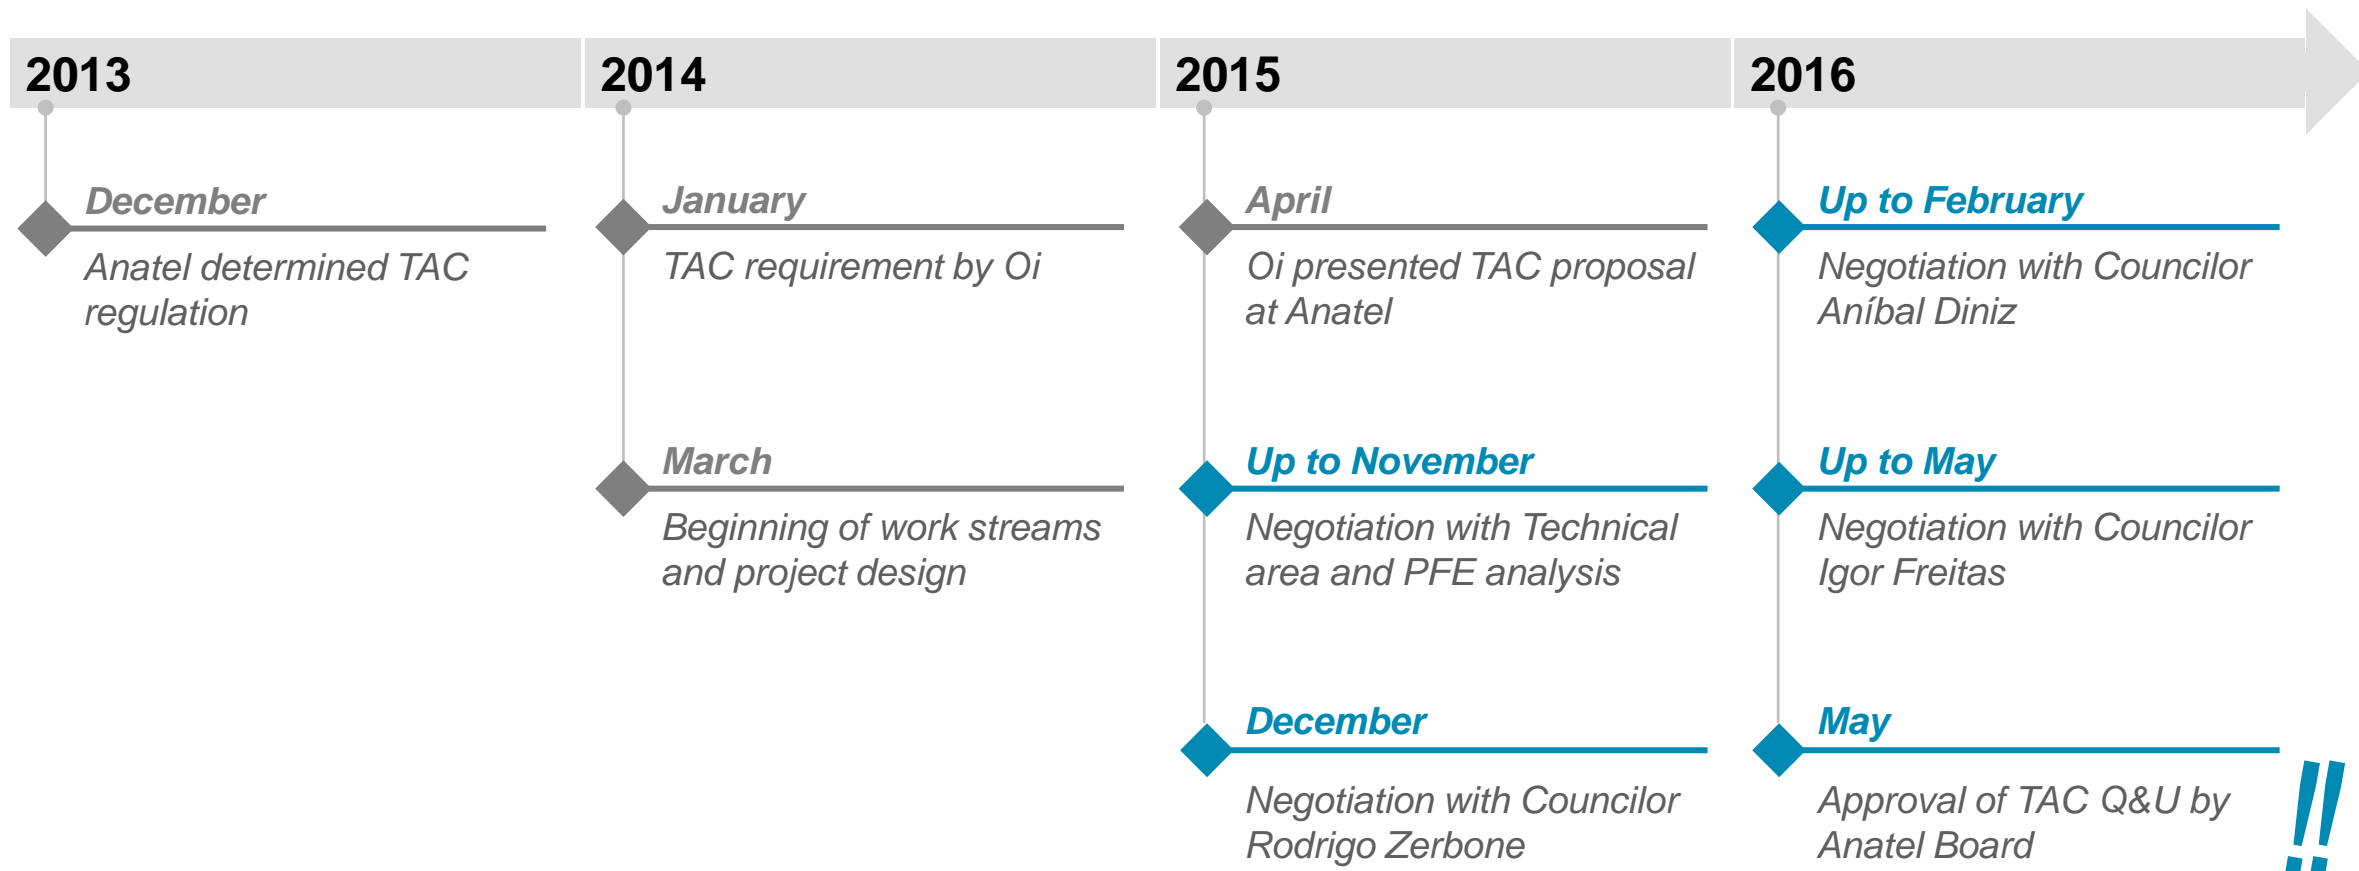 2013
December
Anatel determined TAC
regulation
2014
January
TAC requirement by Oi
March
Beginning of work streams
and project design
2015
April
Oi presented TAC proposal
at Anatel
Up to November
Negotiation with Technical
area and PFE analysis
December
Negotiation with Councilor
Rodrigo Zerbone
2016
Up to February
Negotiation with Councilor
Aníbal Diniz
Up to May
Negotiation with Councilor
Igor Freitas
May
Approval of TAC Q&U by
Anatel Board
!!